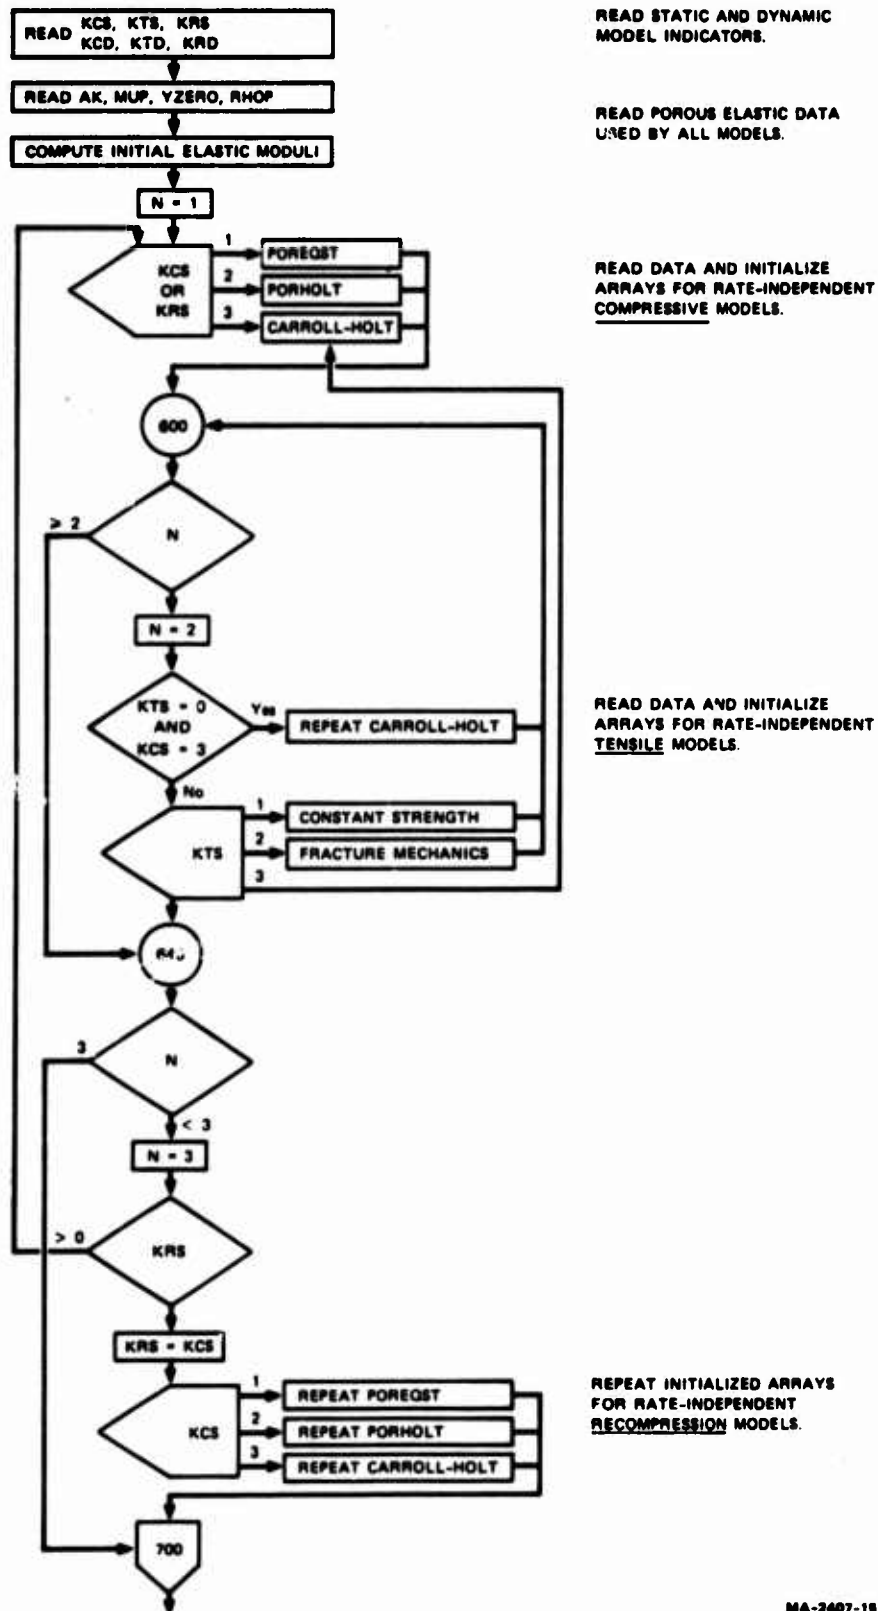 READ KCS, KTS, KRS
KCD, KTD, KRD
READ STATIC AND DYNAMIC
MODEL INDICATORS.
READ AK, MUP, YZERO, RHOP
READ POROUS ELASTIC DATA
USED BY ALL MODELS.
COMPUTE INITIAL ELASTIC MODULI
N = 1
KCS
OR
KRS
1
POREQST
2
PORHOLT
3
CARROLL-HOLT
READ DATA AND INITIALIZE
ARRAYS FOR RATE-INDEPENDENT
COMPRESSIVE MODELS.
600
≥ 2
N
N = 2
KTS = 0
AND
KCS = 3
Yes
REPEAT CARROLL-HOLT
READ DATA AND INITIALIZE
ARRAYS FOR RATE-INDEPENDENT
TENSILE MODELS.
No
KTS
1
CONSTANT STRENGTH
2
FRACTURE MECHANICS
3
3
N
< 3
N = 3
> 0
KRS
KRS = KCS
KCS
1
REPEAT POREQST
2
REPEAT PORHOLT
3
REPEAT CARROLL-HOLT
REPEAT INITIALIZED ARRAYS
FOR RATE-INDEPENDENT
RECOMPRESSION MODELS.
700